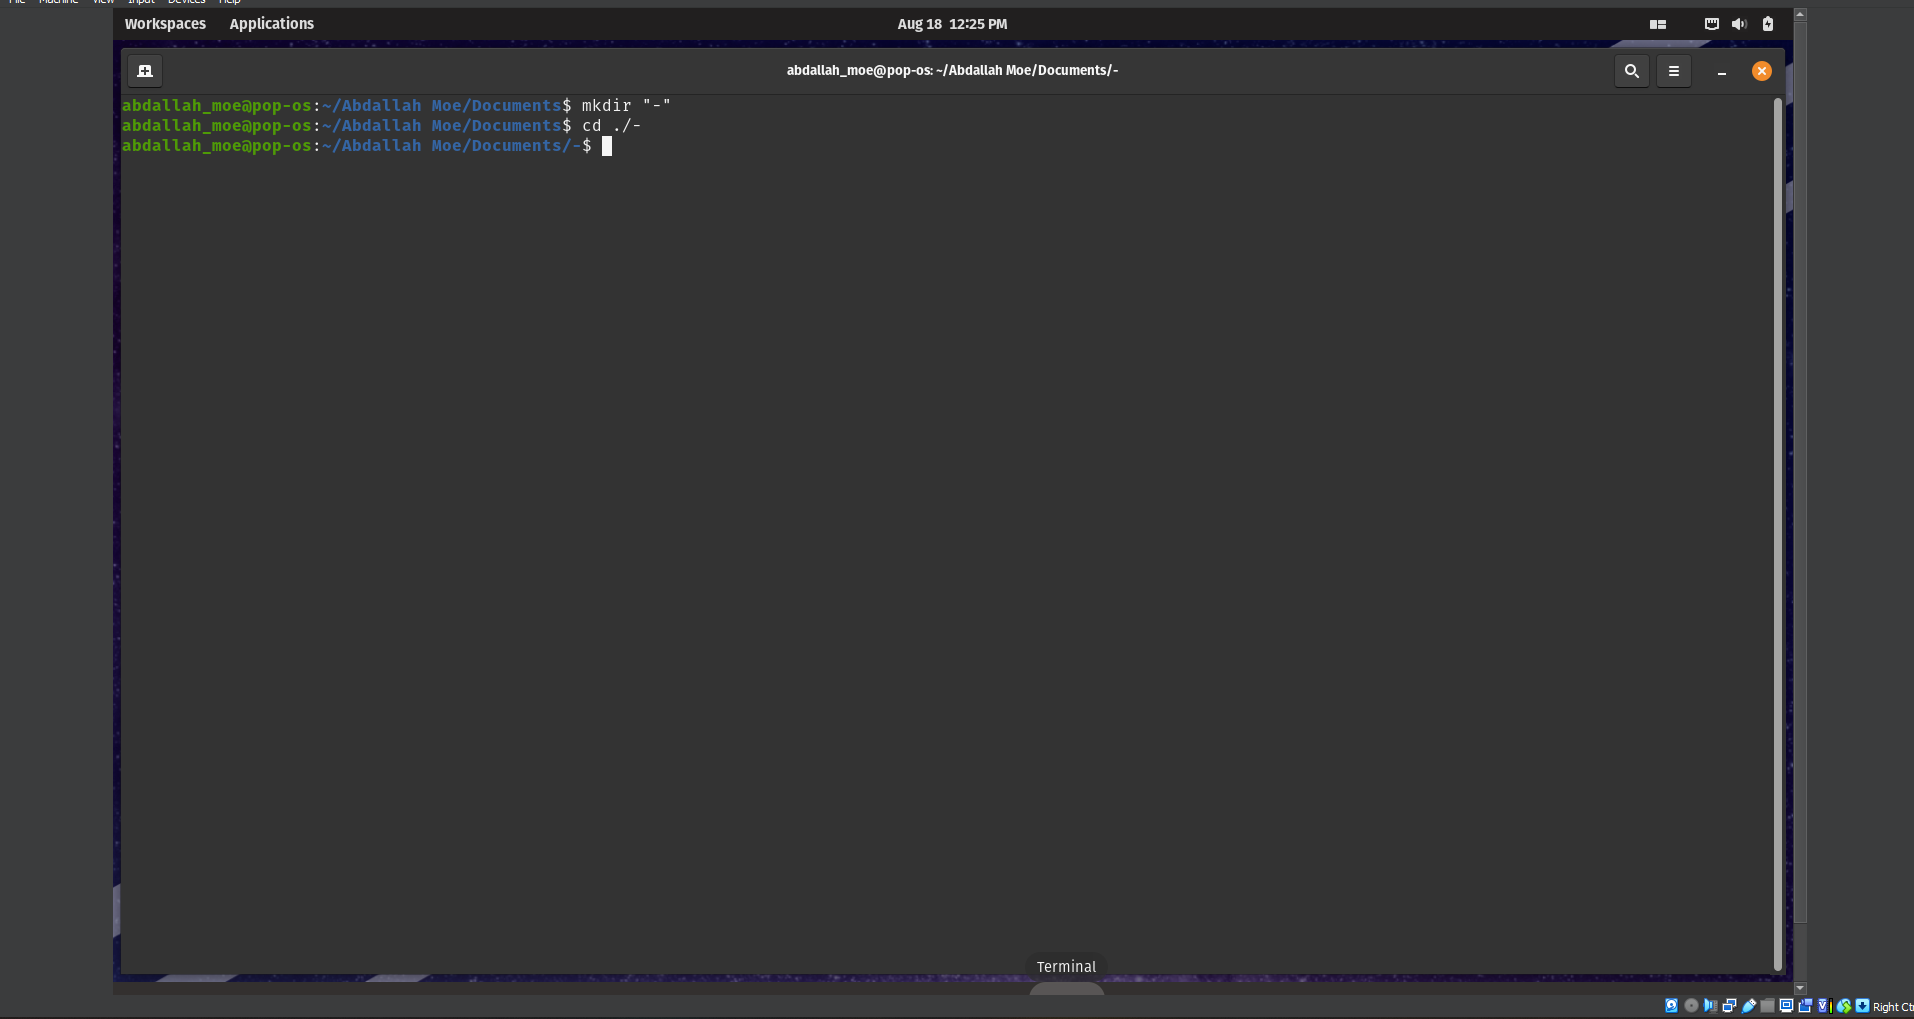 File Machine View Input Devices Help
Workspaces Applications Aug 18 12:25 PM
abdallah_moe@pop-os: ~/Abdallah Moe/Documents/-
abdallah_moe@pop-os:~/Abdallah Moe/Documents$ mkdir "-"
abdallah_moe@pop-os:~/Abdallah Moe/Documents$ cd ./-
abdallah_moe@pop-os:~/Abdallah Moe/Documents/-$
Terminal
Right Ct